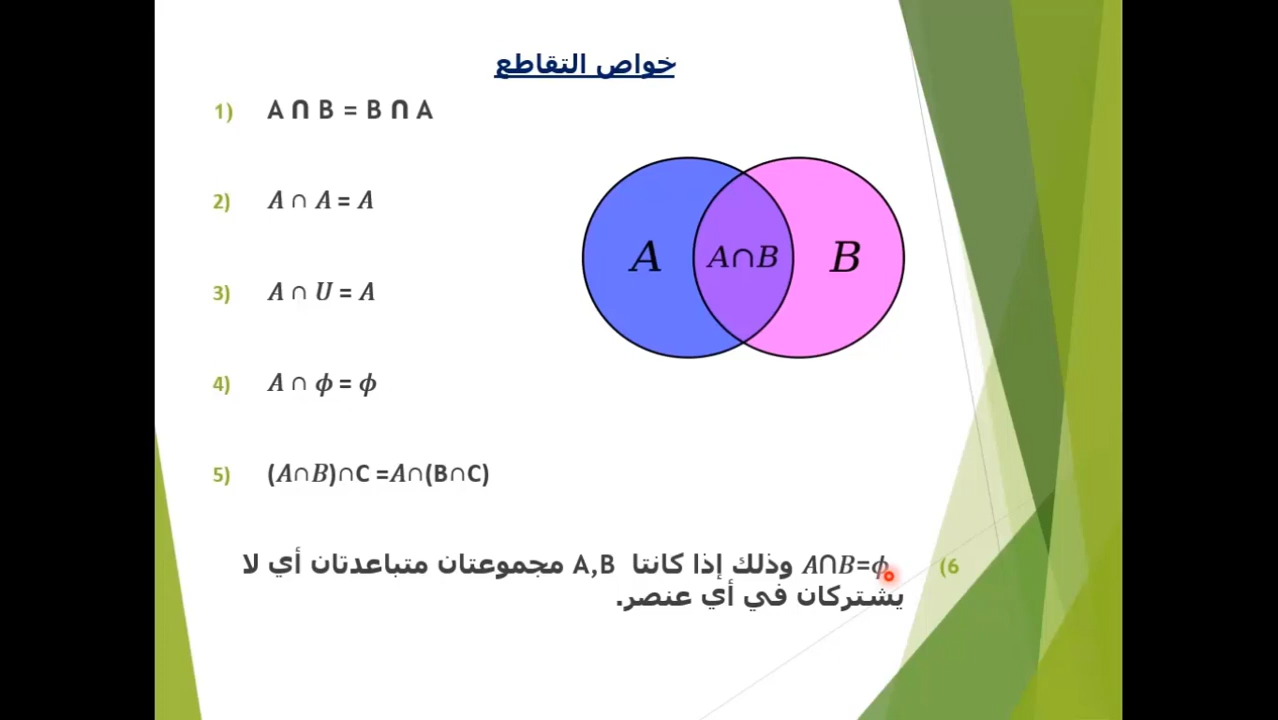 خواص التقاطع
1) A ∩ B = B ∩ A
2) A ∩ A = A
3) A ∩ U = A
4) A ∩ ϕ = ϕ
5) (A∩B)∩C =A∩(B∩C)
A
A∩B
B
6) A∩B=ϕ وذلك إذا كانتا A,B مجموعتان متباعدتان أي لا
يشتركان في أي عنصر.